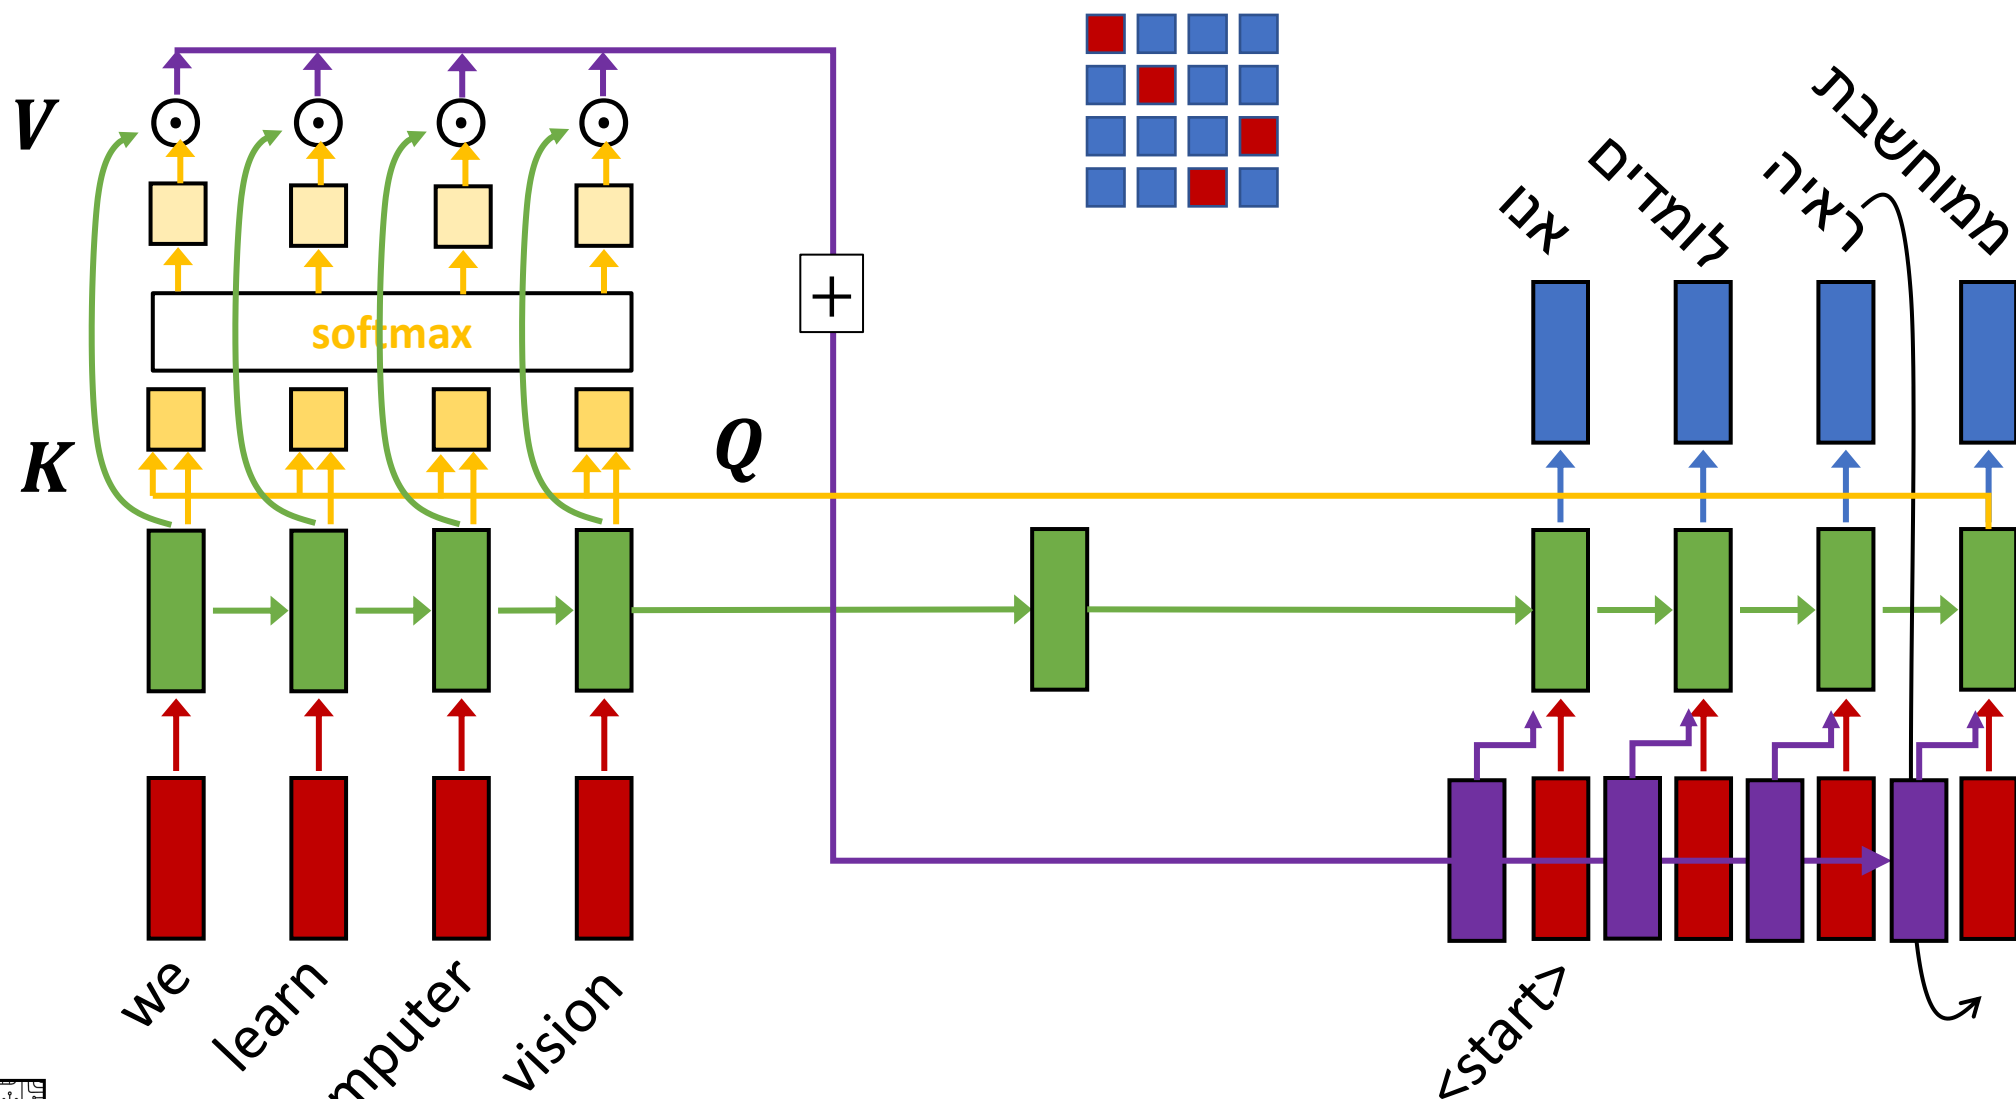 V
softmax
K
Q
+
אנו
לומדים
ראיה
ממוחשבת
we
learn
mputer
vision
<start>